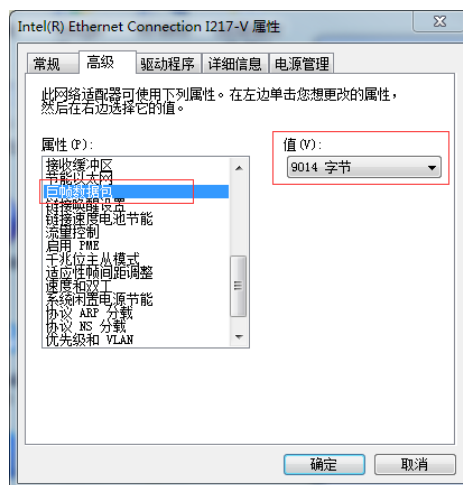 Intel(R) Ethernet Connection I217-V 属性
常规 高级 驱动程序 详细信息 电源管理
此网络适配器可使用下列属性。在左边单击您想更改的属性，
然后在右边选择它的值。
属性(P): 值(V):
接收缓冲区 9014 字节
节能以太网
巨帧数据包
链接唤醒设置
链接速度电池节能
流量控制
启用 PME
千兆位主从模式
适应性帧间距调整
速度和双工
系统闲置电源节能
协议 ARP 分载
协议 NS 分载
优先级和 VLAN
确定 取消